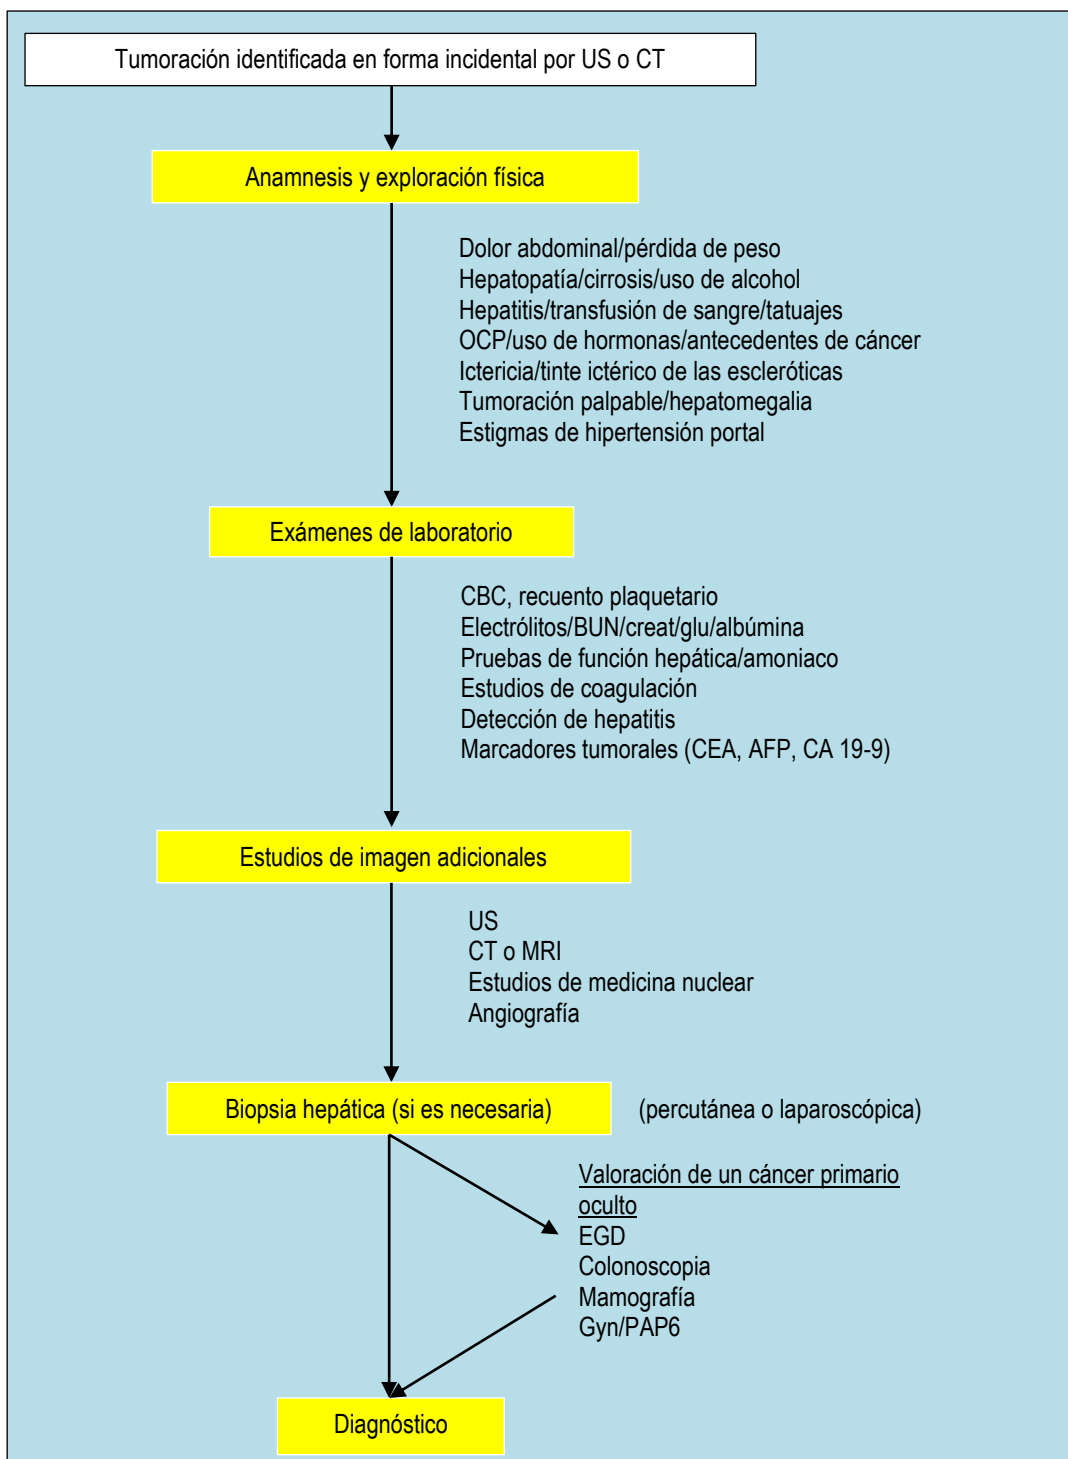 Tumoración identificada en forma incidental por US o CT
Anamnesis y exploración física
Dolor abdominal/pérdida de peso
Hepatopatía/cirrosis/uso de alcohol
Hepatitis/transfusión de sangre/tatuajes
OCP/uso de hormonas/antecedentes de cáncer
Ictericia/tinte ictérico de las escleróticas
Tumoración palpable/hepatomegalia
Estigmas de hipertensión portal
Exámenes de laboratorio
CBC, recuento plaquetario
Electrólitos/BUN/creat/glu/albúmina
Pruebas de función hepática/amoniaco
Estudios de coagulación
Detección de hepatitis
Marcadores tumorales (CEA, AFP, CA 19-9)
Estudios de imagen adicionales
US
CT o MRI
Estudios de medicina nuclear
Angiografía
Biopsia hepática (si es necesaria)
(percutánea o laparoscópica)
Valoración de un cáncer primario
oculto
EGD
Colonoscopia
Mamografía
Gyn/PAP6
Diagnóstico